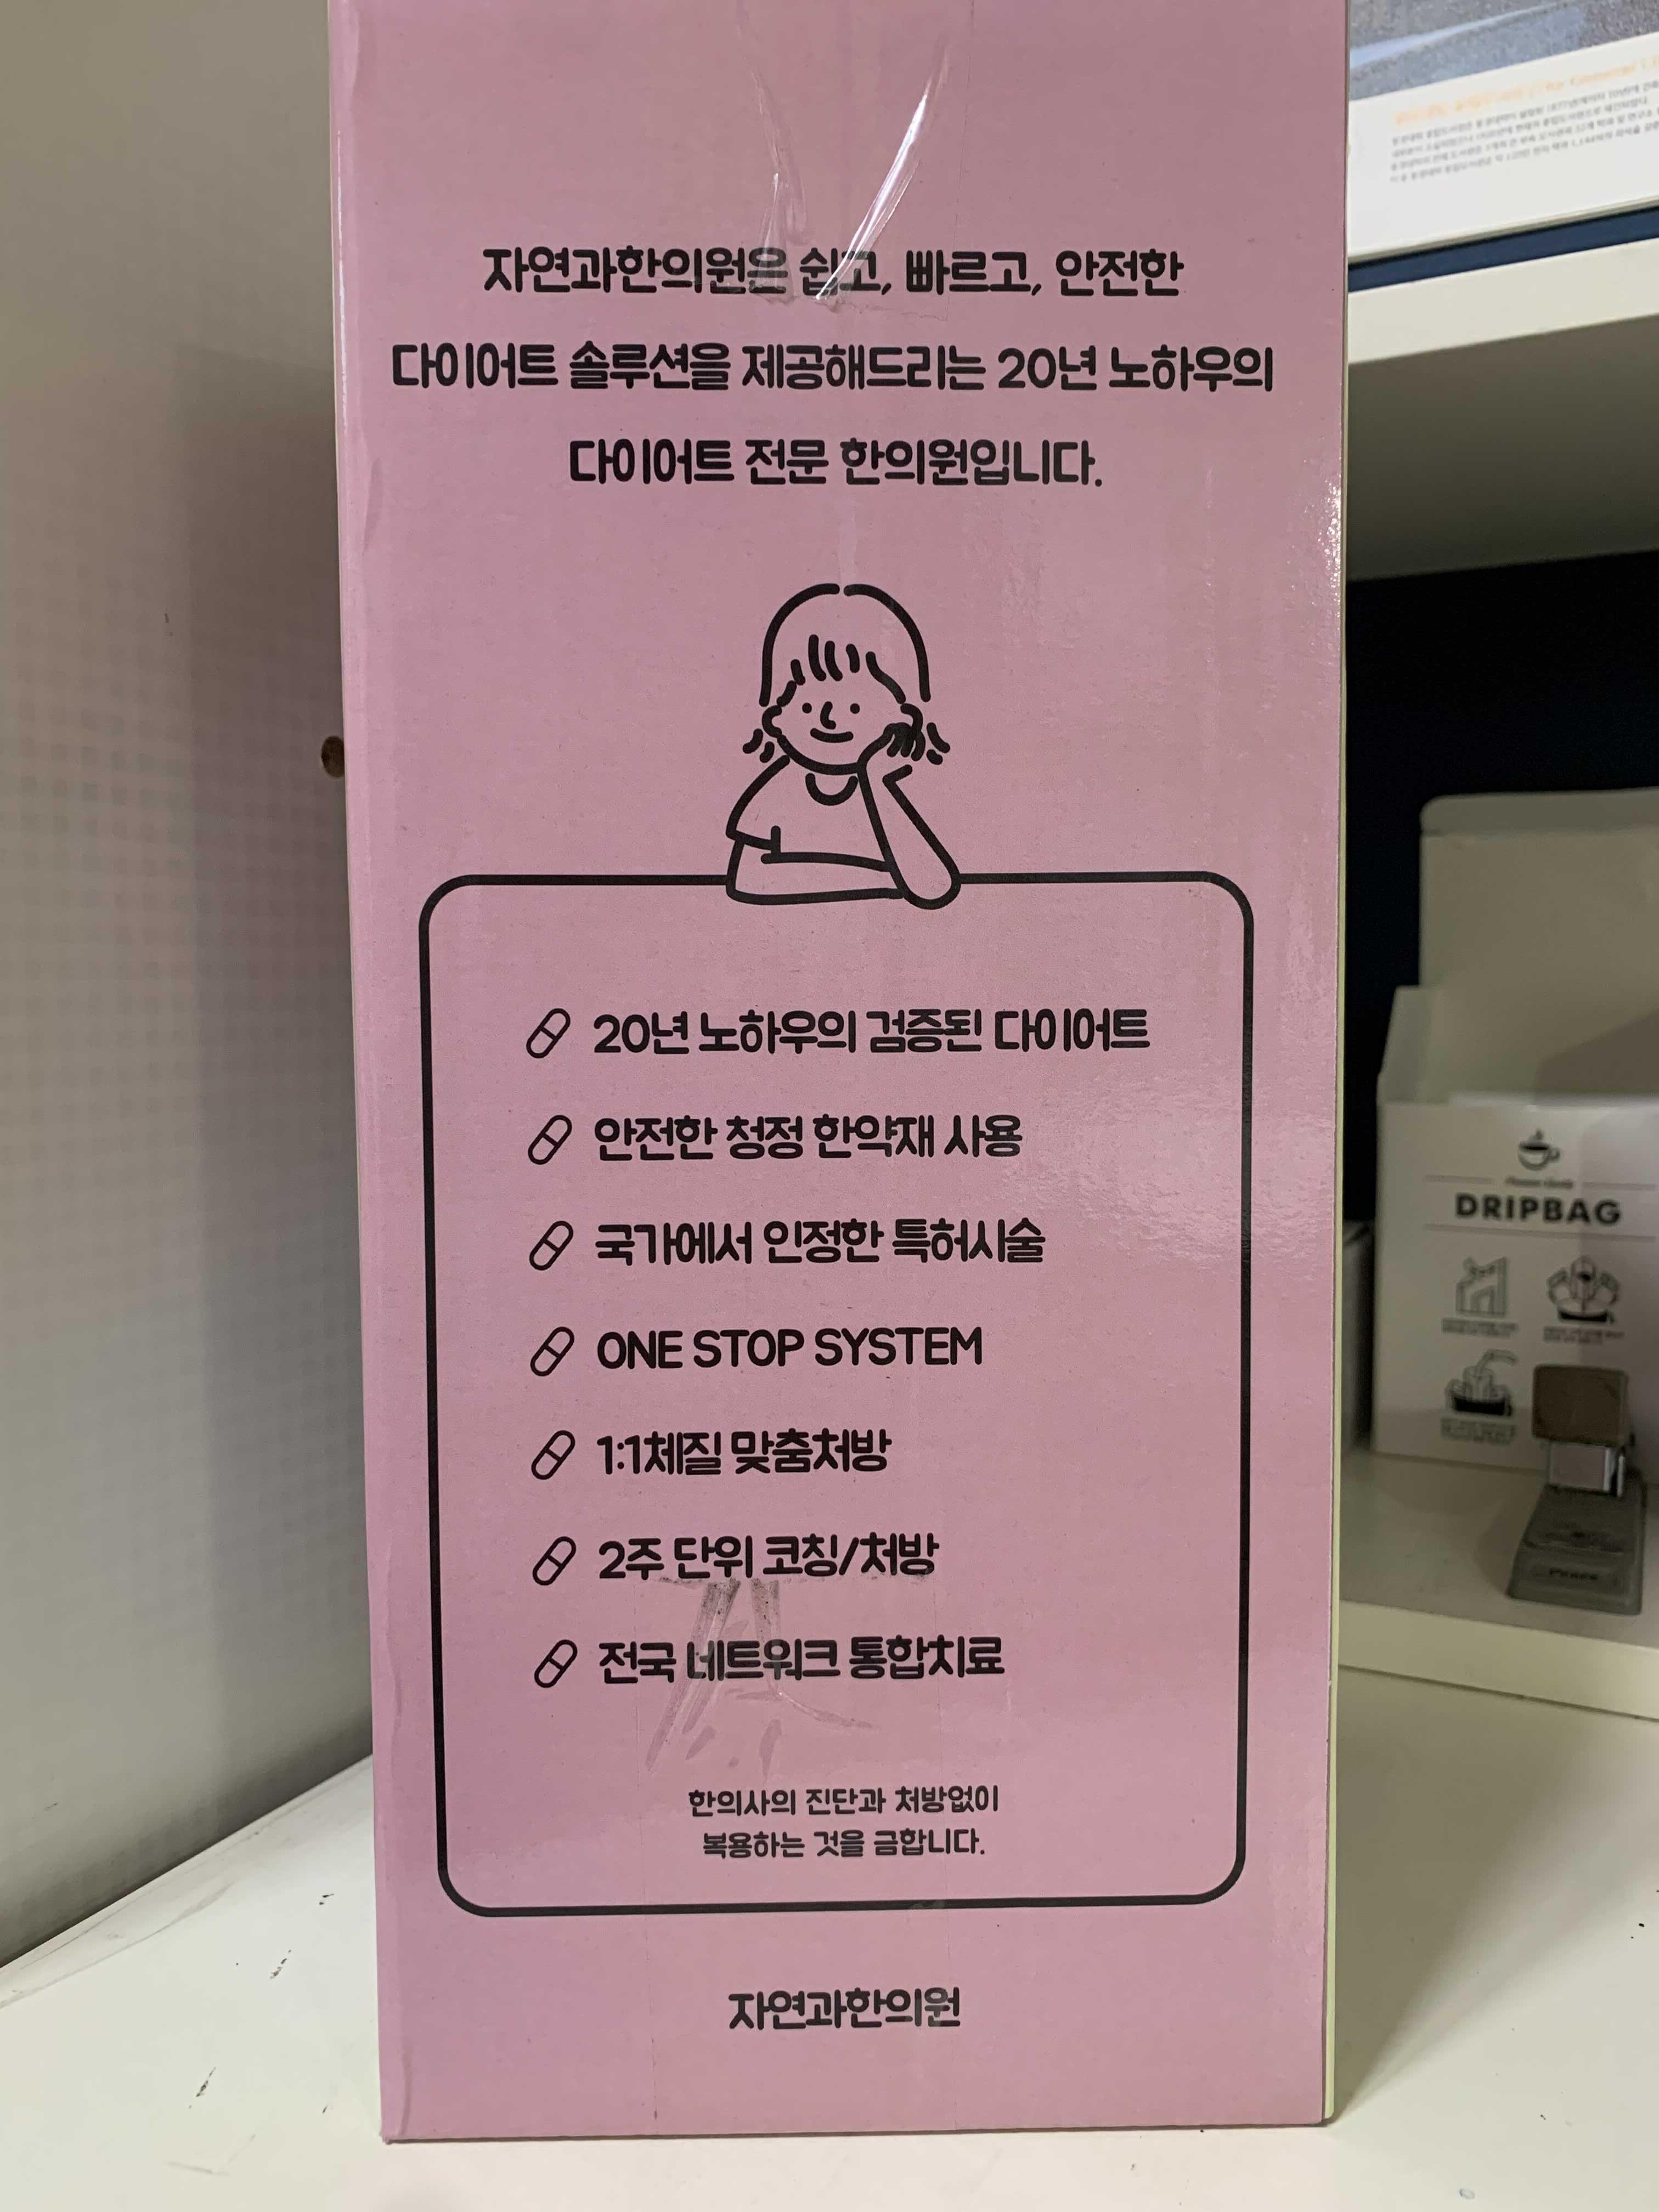 자연과한의원은 쉽고, 빠르고, 안전한
다이어트 솔루션을 제공해드리는 20년 노하우의
다이어트 전문 한의원입니다.
20년 노하우의 검증된 다이어트
안전한 청정 한약재 사용
국가에서 인정한 특허시술
ONE STOP SYSTEM
1:1체질 맞춤처방
2주 단위 코칭/처방
전국 네트워크 통합치료
한의사의 진단과 처방없이
복용하는 것을 금합니다.
자연과한의원
DRIPBAG